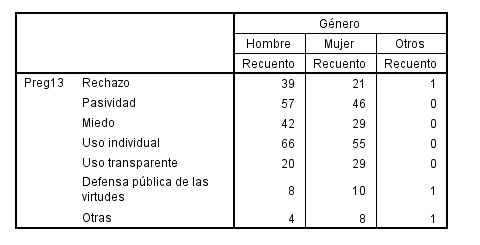 Género
Hombre Mujer Otros
Recuento Recuento Recuento
Preg13 Rechazo 39 21 1
Pasividad 57 46 0
Miedo 42 29 0
Uso individual 66 55 0
Uso transparente 20 29 0
Defensa pública de las
virtudes 8 10 1
Otras 4 8 1